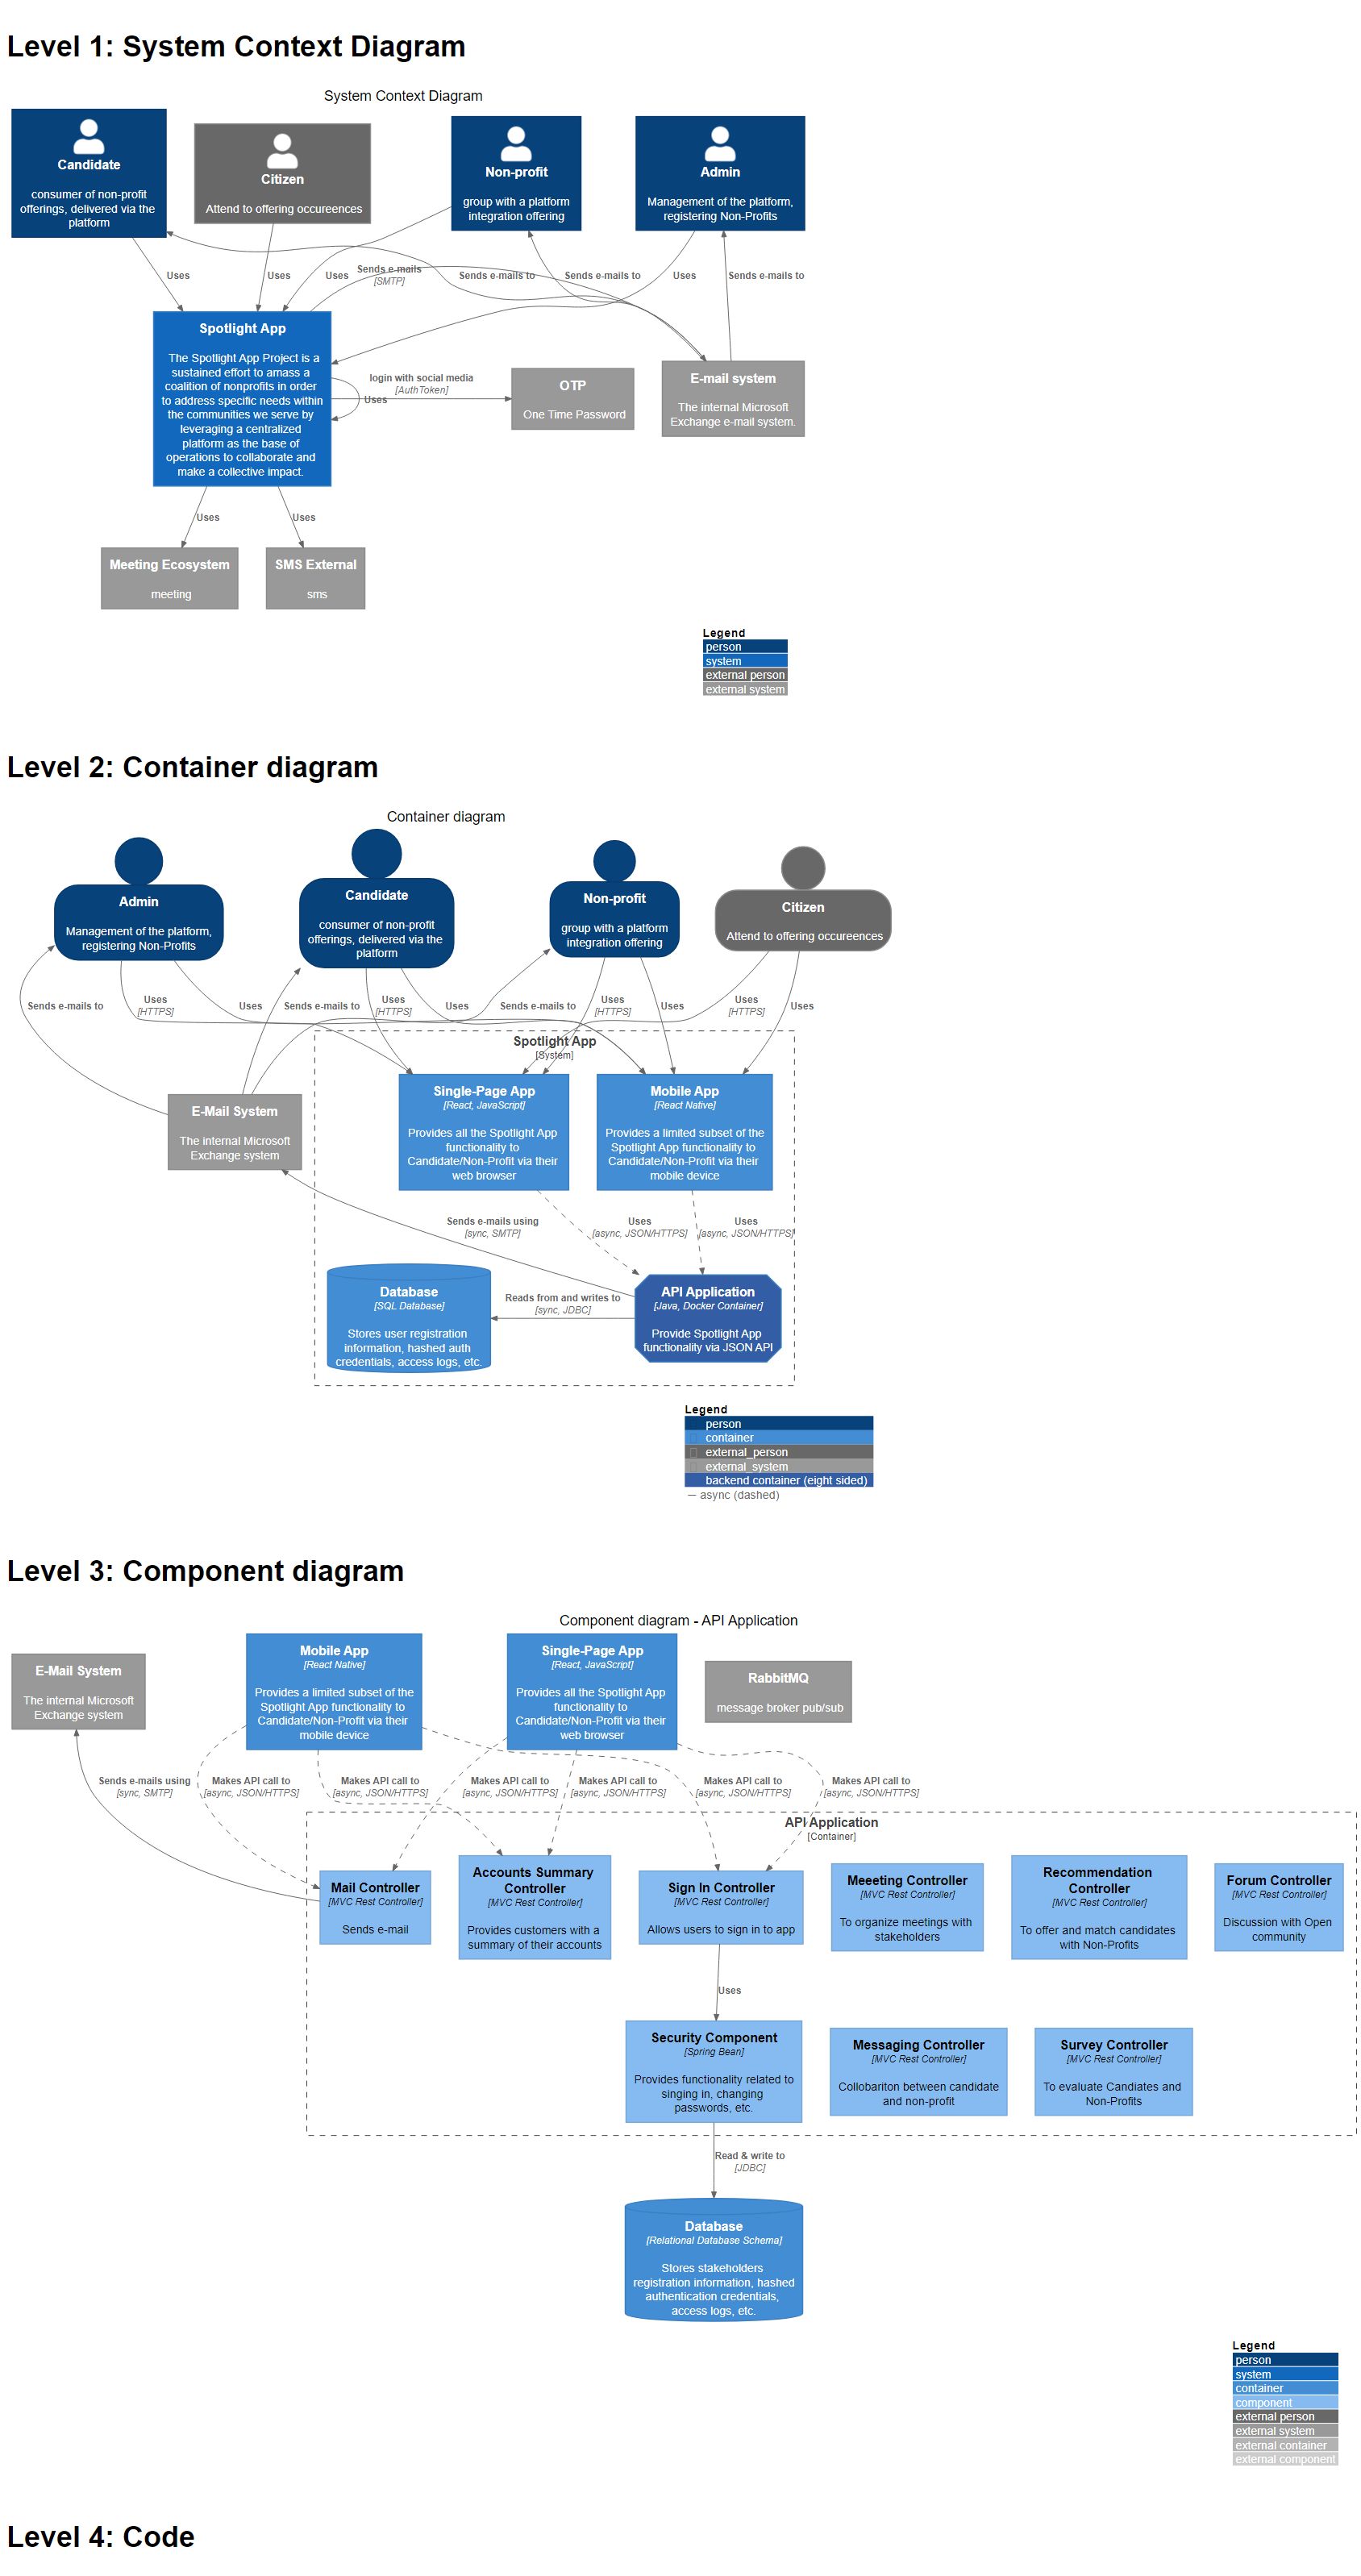 Level 1: System Context Diagram
System Context Diagram
Candidate
consumer of non-profit
offerings, delivered via the
platform
Citizen
Attend to offering occureences
Non-profit
group with a platform
integration offering
Admin
Management of the platform,
registering Non-Profits
Uses
Uses
Uses
Sends e-mails
[SMTP]
Sends e-mails to
Sends e-mails to
Uses
Sends e-mails to
Spotlight App
The Spotlight App Project is a
sustained effort to amass a
coalition of nonprofits in order
to address specific needs within
the communities we serve by
leveraging a centralized
platform as the base of
operations to collaborate and
make a collective impact.
login with social media
[AuthToken]
Uses
OTP
One Time Password
E-mail system
The internal Microsoft
Exchange e-mail system.
Uses
Uses
Meeting Ecosystem
meeting
SMS External
sms
Legend
person
system
external person
external system
Level 2: Container diagram
Container diagram
Admin
Management of the platform,
registering Non-Profits
Candidate
consumer of non-profit
offerings, delivered via the
platform
Non-profit
group with a platform
integration offering
Citizen
Attend to offering occureences
Sends e-mails to
Uses
[HTTPS]
Uses
Sends e-mails to
Uses
[HTTPS]
Uses
Sends e-mails to
Uses
[HTTPS]
Uses
Uses
[HTTPS]
Uses
Spotlight App
[System]
E-Mail System
The internal Microsoft
Exchange system
Single-Page App
[React, JavaScript]
Provides all the Spotlight App
functionality to
Candidate/Non-Profit via their
web browser
Mobile App
[React Native]
Provides a limited subset of the
Spotlight App functionality to
Candidate/Non-Profit via their
mobile device
Sends e-mails using
[sync, SMTP]
Uses
[async, JSON/HTTPS]
Uses
[async, JSON/HTTPS]
Database
[SQL Database]
Stores user registration
information, hashed auth
credentials, access logs, etc.
Reads from and writes to
[sync, JDBC]
API Application
[Java, Docker Container]
Provide Spotlight App
functionality via JSON API
Legend
person
container
external_person
external_system
backend container (eight sided)
─ async (dashed)
Level 3: Component diagram
Component diagram - API Application
E-Mail System
The internal Microsoft
Exchange system
Mobile App
[React Native]
Provides a limited subset of the
Spotlight App functionality to
Candidate/Non-Profit via their
mobile device
Single-Page App
[React, JavaScript]
Provides all the Spotlight App
functionality to
Candidate/Non-Profit via their
web browser
RabbitMQ
message broker pub/sub
Sends e-mails using
[sync, SMTP]
Makes API call to
[async, JSON/HTTPS]
Makes API call to
[async, JSON/HTTPS]
Makes API call to
[async, JSON/HTTPS]
Makes API call to
[async, JSON/HTTPS]
Makes API call to
[async, JSON/HTTPS]
Makes API call to
[async, JSON/HTTPS]
API Application
[Container]
Mail Controller
[MVC Rest Controller]
Sends e-mail
Accounts Summary
Controller
[MVC Rest Controller]
Provides customers with a
summary of their accounts
Sign In Controller
[MVC Rest Controller]
Allows users to sign in to app
Meeeting Controller
[MVC Rest Controller]
To organize meetings with
stakeholders
Recommendation
Controller
[MVC Rest Controller]
To offer and match candidates
with Non-Profits
Forum Controller
[MVC Rest Controller]
Discussion with Open
community
Uses
Security Component
[Spring Bean]
Provides functionality related to
singing in, changing
passwords, etc.
Messaging Controller
[MVC Rest Controller]
Collobariton between candidate
and non-profit
Survey Controller
[MVC Rest Controller]
To evaluate Candiates and
Non-Profits
Read & write to
[JDBC]
Database
[Relational Database Schema]
Stores stakeholders
registration information, hashed
authentication credentials,
access logs, etc.
Legend
person
system
container
component
external person
external system
external container
external component
Level 4: Code